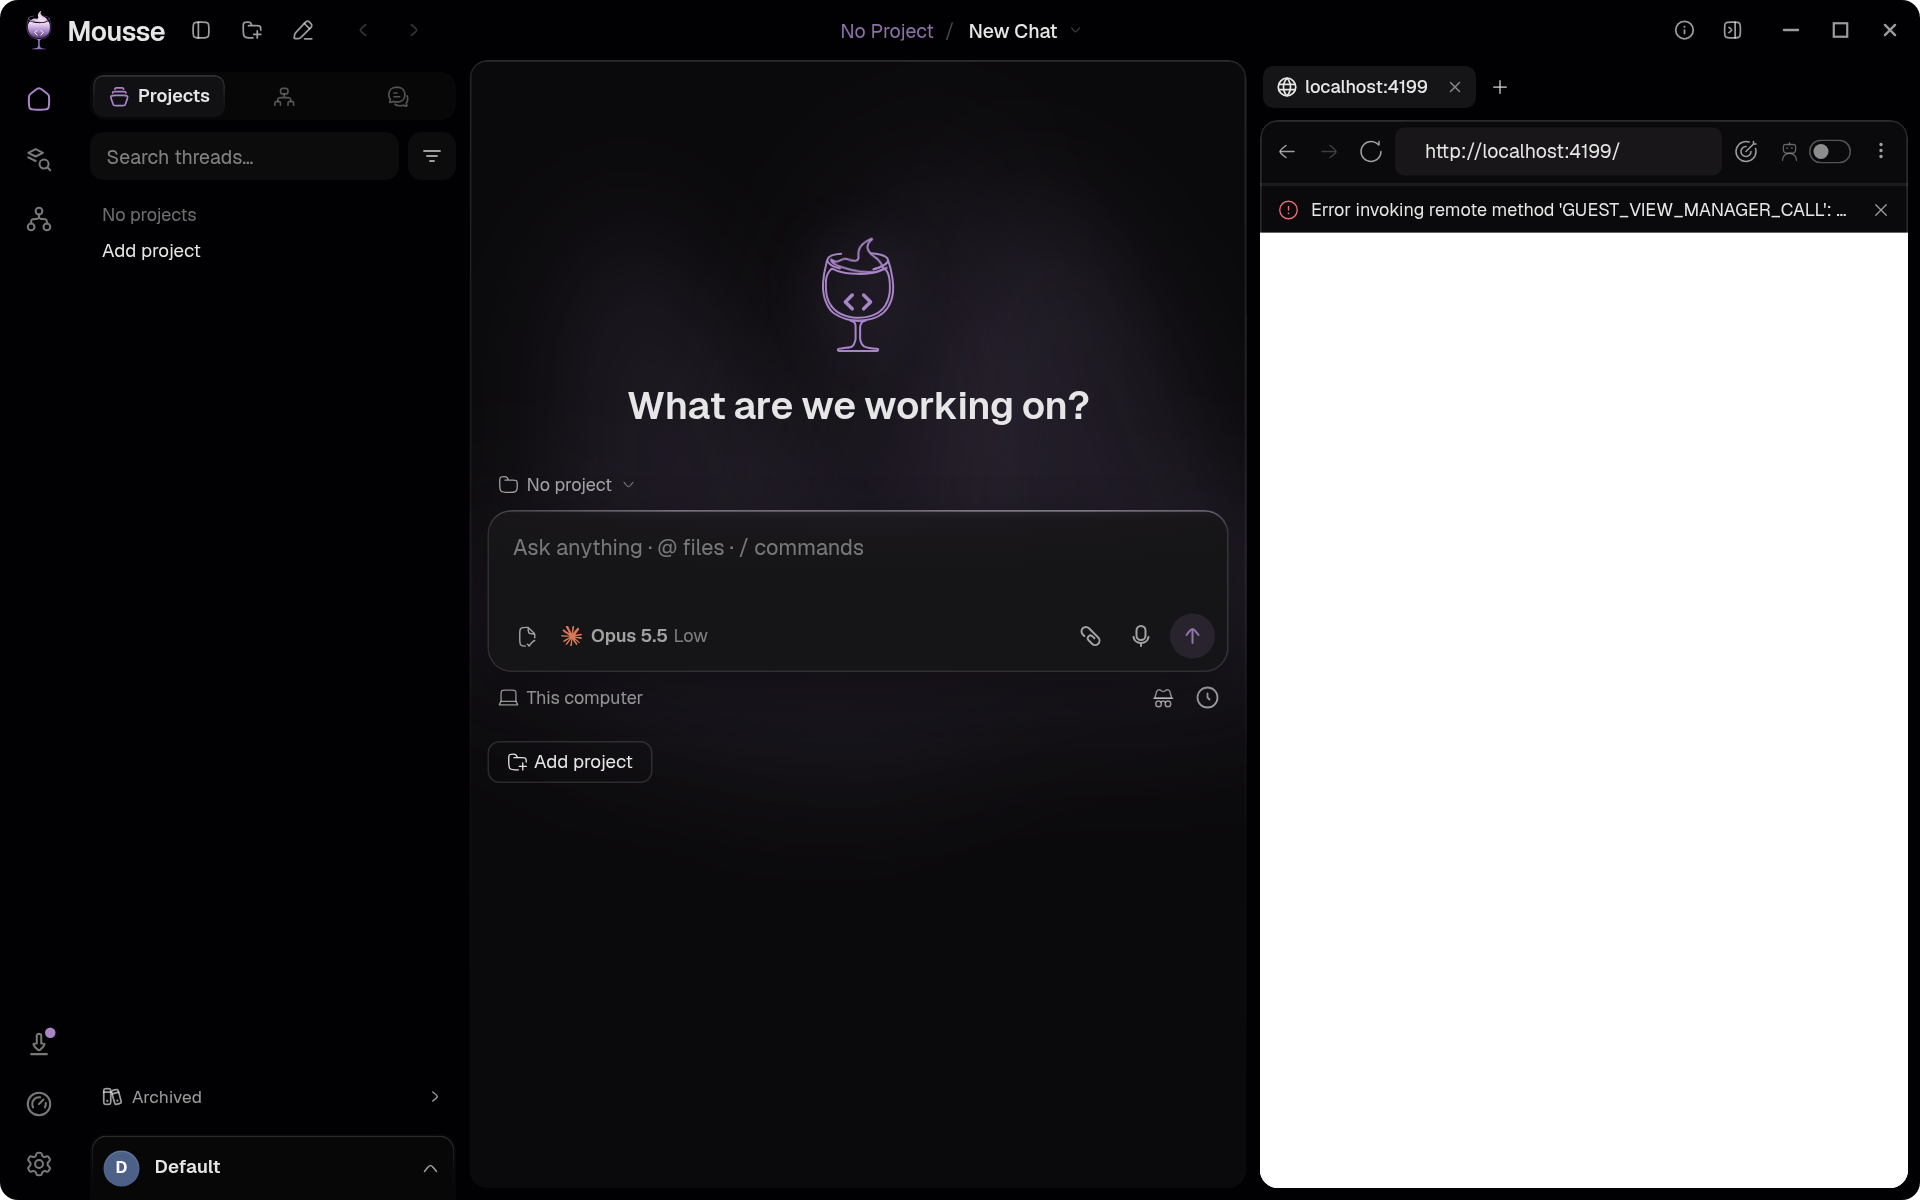 Mousse
No Project / New Chat
Projects
Search threads...
No projects
Add project
Archived
D Default
What are we working on?
No project
Ask anything · @ files · / commands
Opus 5.5 Low
This computer
Add project
localhost:4199
http://localhost:4199/
Error invoking remote method 'GUEST_VIEW_MANAGER_CALL': ...